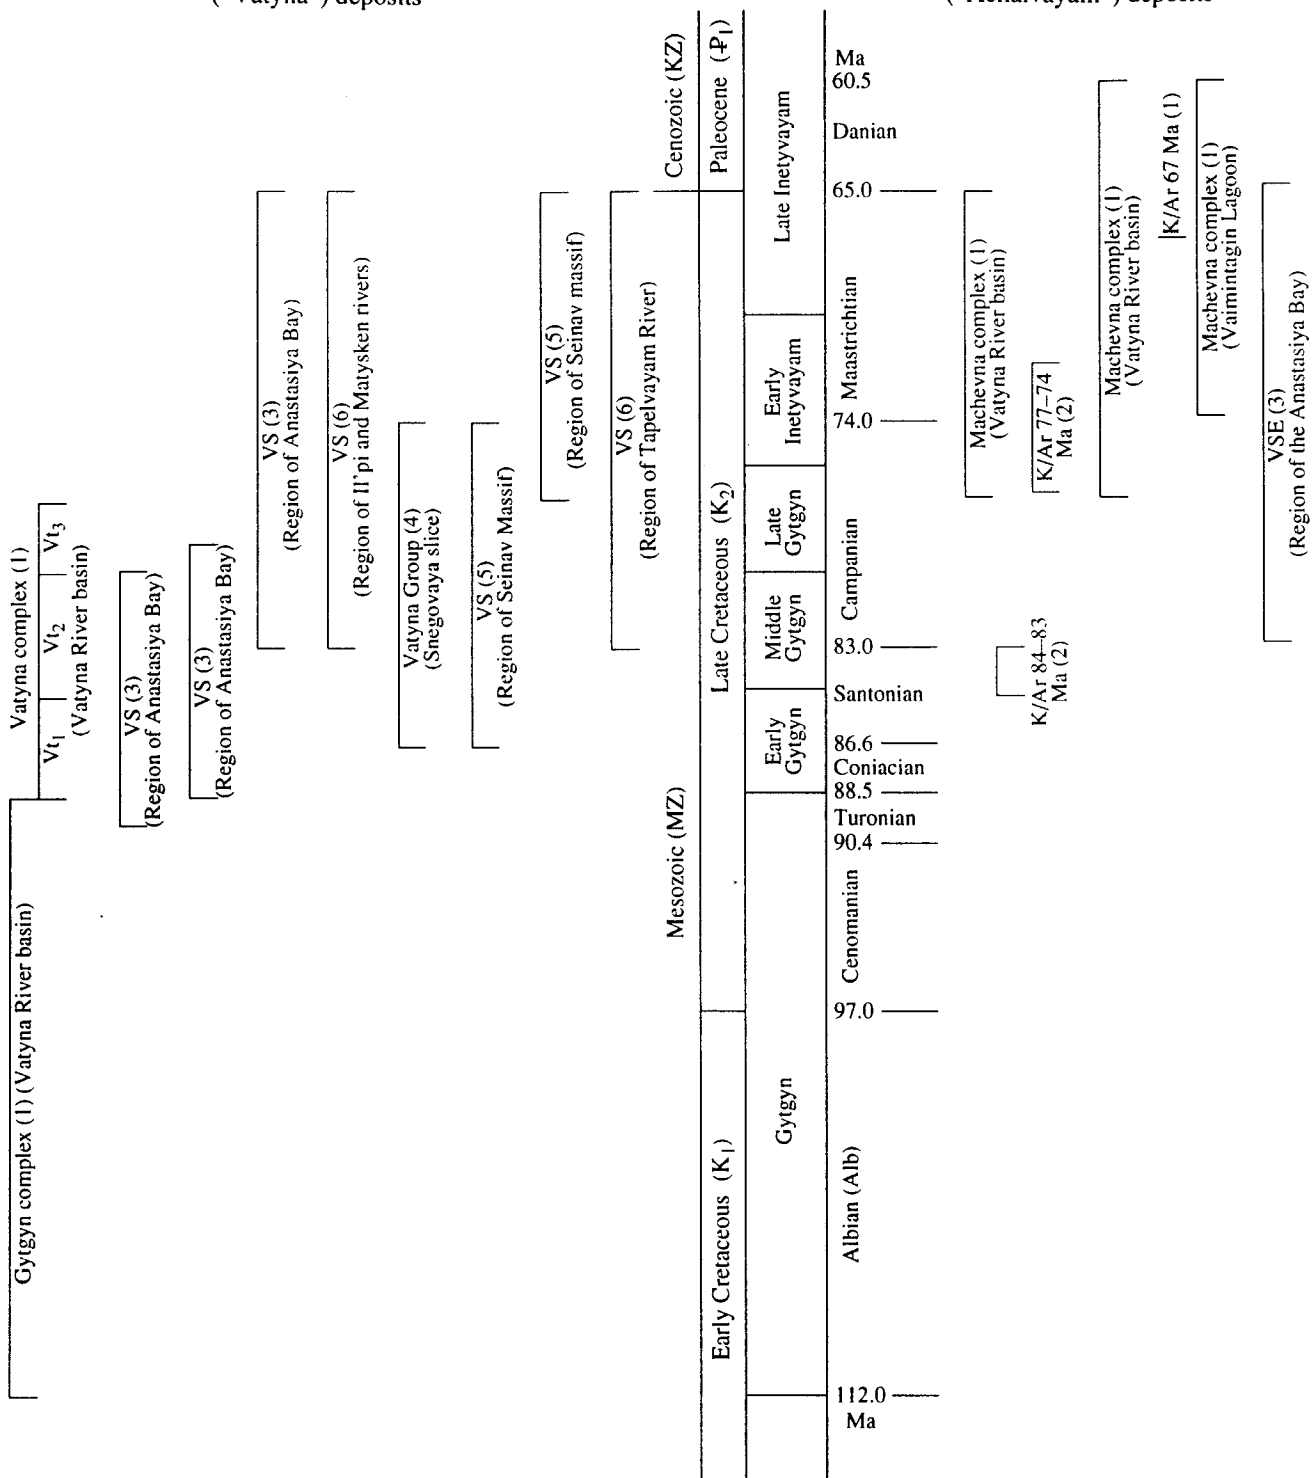 ("Vatyna") deposits
("Achaivayam") deposits
Gytgyn complex (1) (Vatyna River basin)
Vatyna complex (1)
Vt1
Vt2
Vt3
(Vatyna River basin)
VS (3)
(Region of Anastasiya Bay)
VS (3)
(Region of Anastasiya Bay)
VS (3)
(Region of Anastasiya Bay)
VS (6)
(Region of Il'pi and Matysken rivers)
Vatyna Group (4)
(Snegovaya slice)
VS (5)
(Region of Seinav Massif)
VS (5)
(Region of Seinav massif)
VS (6)
(Region of Tapelvayam River)
Cenozoic (KZ)
Mesozoic (MZ)
Paleocene (P1)
Late Cretaceous (K2)
Early Cretaceous (K1)
Late Inetyvayam
Early
Inetyvayam
Late
Gytgyn
Middle
Gytgyn
Early
Gytgyn
Gytgyn
Ma
60.5
Danian
65.0
Maastrichtian
74.0
Campanian
83.0
Santonian
86.6
Coniacian
88.5
Turonian
90.4
Cenomanian
97.0
Albian (Alb)
112.0
Ma
Machevna complex (1)
(Vatyna River basin)
K/Ar 84–83
Ma (2)
K/Ar 77–74
Ma (2)
Machevna complex (1)
(Vatyna River basin)
K/Ar 67 Ma (1)
Machevna complex (1)
(Vaimintagin Lagoon)
VSE (3)
(Region of the Anastasiya Bay)